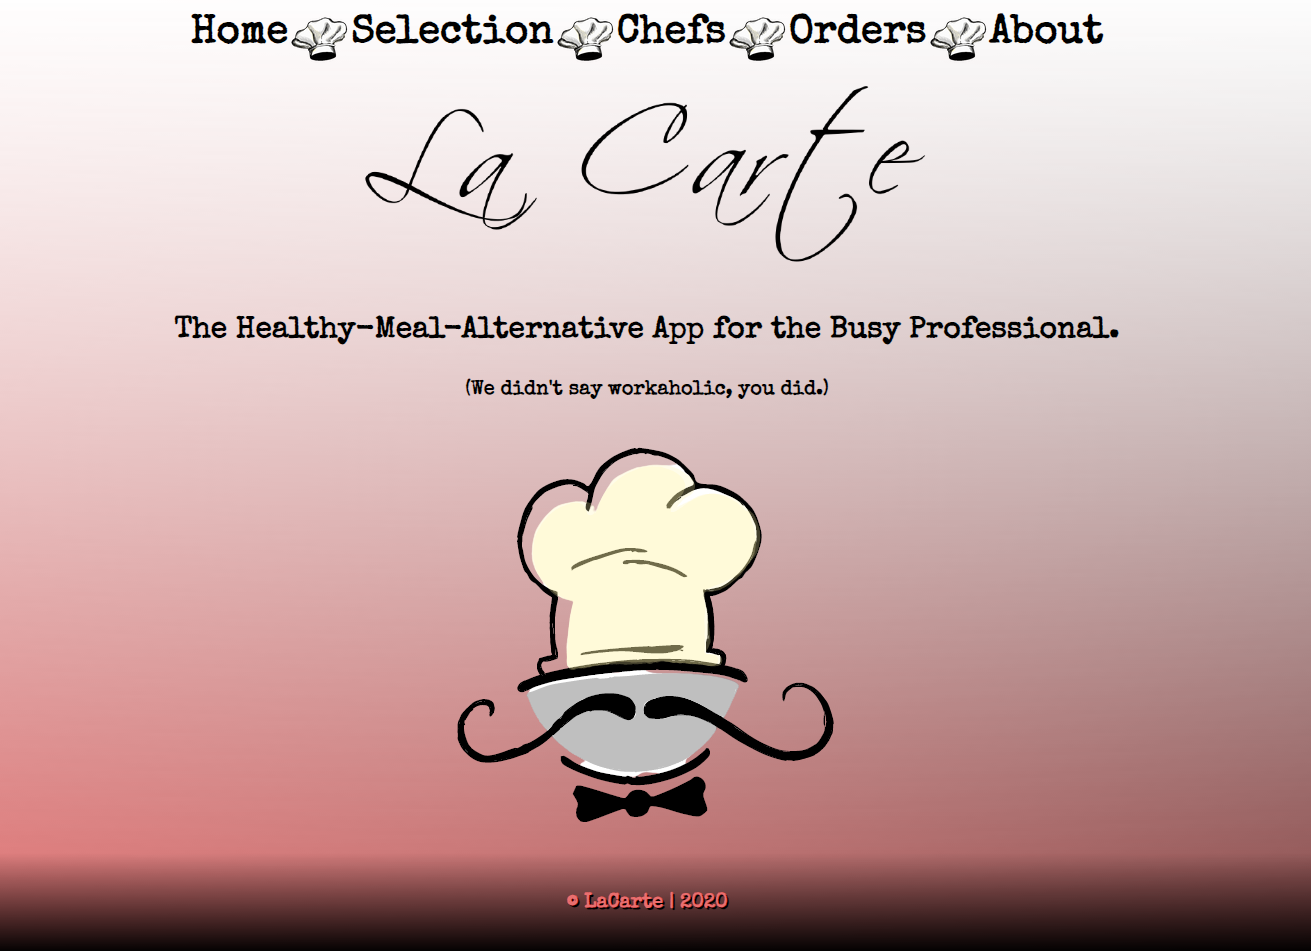 Home Selection Chefs Orders About
La Carte
The Healthy-Meal-Alternative App for the Busy Professional.
(We didn't say workaholic, you did.)
© LaCarte | 2020